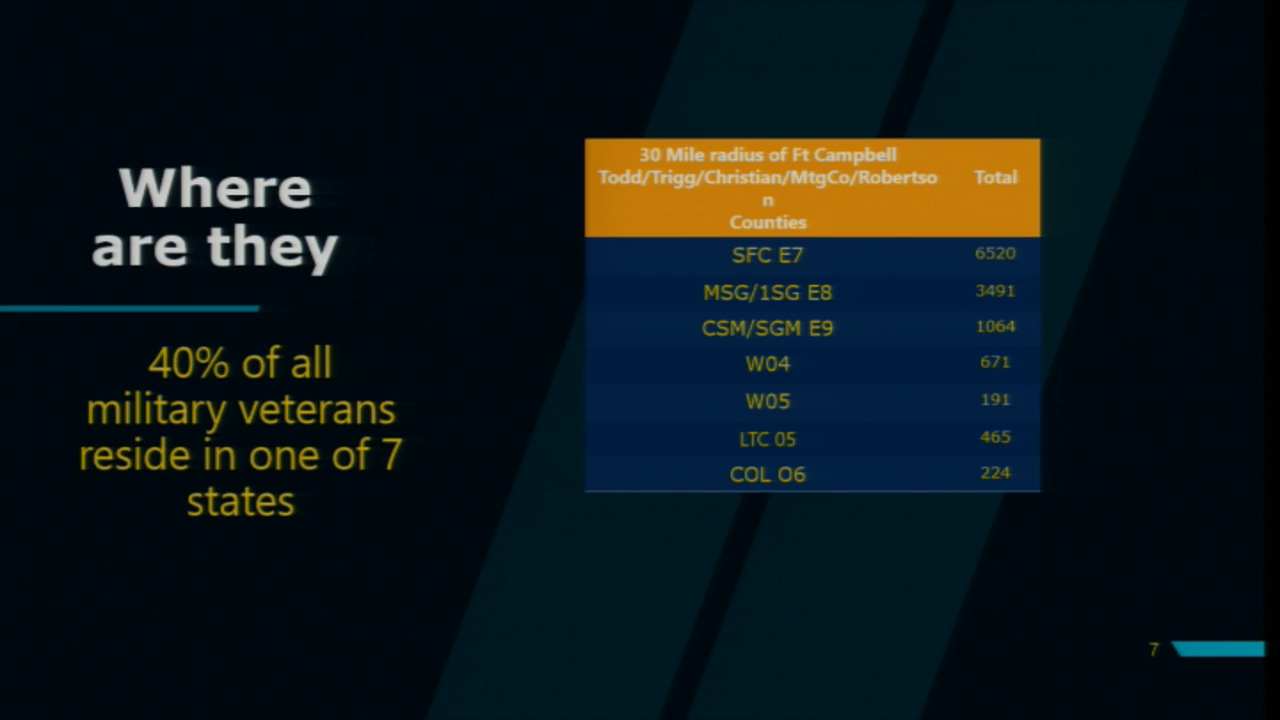 Where
are they
40% of all
military veterans
reside in one of 7
states
30 Mile radius of Ft Campbell
Todd/Trigg/Christian/MtgCo/Robertso
n
Counties
Total
SFC E7 6520
MSG/1SG E8 3491
CSM/SGM E9 1064
W04 671
W05 191
LTC 05 465
COL O6 224
7